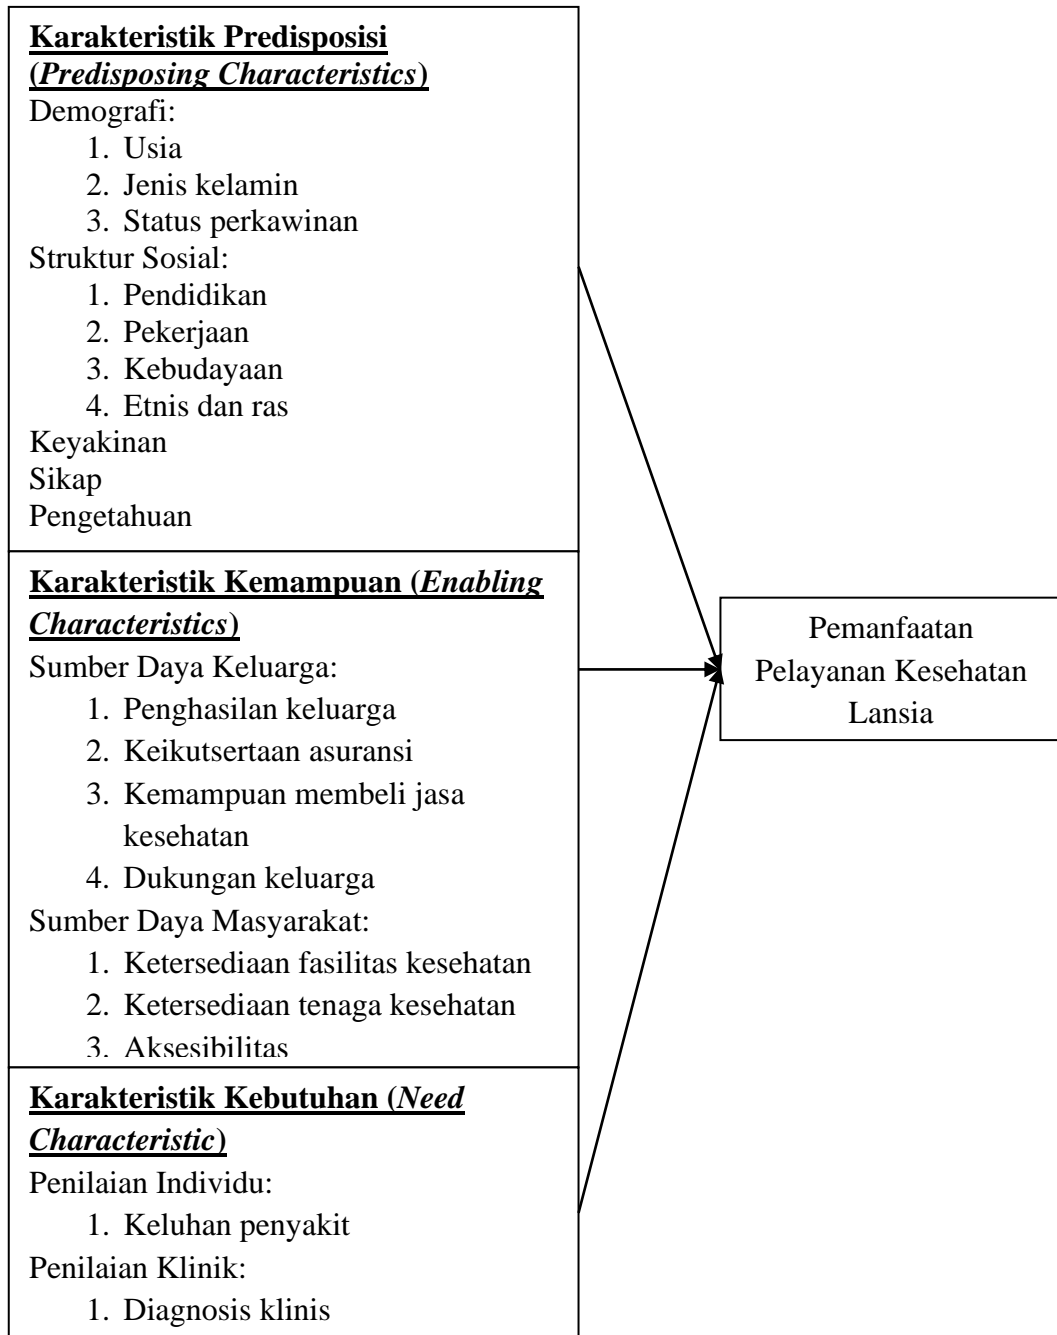 Karakteristik Predisposisi
(Predisposing Characteristics)
Demografi:
1. Usia
2. Jenis kelamin
3. Status perkawinan
Struktur Sosial:
1. Pendidikan
2. Pekerjaan
3. Kebudayaan
4. Etnis dan ras
Keyakinan
Sikap
Pengetahuan
Karakteristik Kemampuan (Enabling
Characteristics)
Sumber Daya Keluarga:
1. Penghasilan keluarga
2. Keikutsertaan asuransi
3. Kemampuan membeli jasa
kesehatan
4. Dukungan keluarga
Sumber Daya Masyarakat:
1. Ketersediaan fasilitas kesehatan
2. Ketersediaan tenaga kesehatan
3. Aksesibilitas
Karakteristik Kebutuhan (Need
Characteristic)
Penilaian Individu:
1. Keluhan penyakit
Penilaian Klinik:
1. Diagnosis klinis
Pemanfaatan
Pelayanan Kesehatan
Lansia